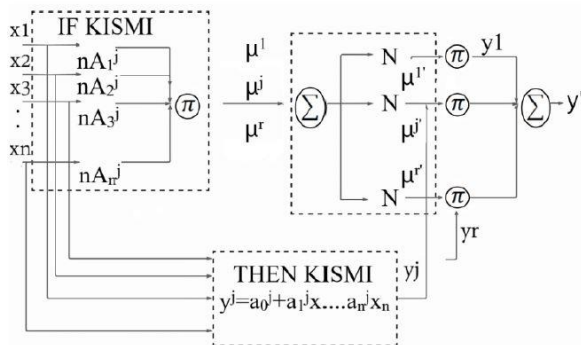 x1
x2
x3
:
xn
IF KISMI
nA₁ʲ
nA₂ʲ
nA₃ʲ
nAₙʲ
π
μ¹
μʲ
μʳ
Σ
N
N
N
μ¹'
μʲ'
μʳ'
π
π
π
y1
yj
yr
Σ
y'
THEN KISMI
yʲ=a₀ʲ+a₁ʲx....aₙʲxₙ